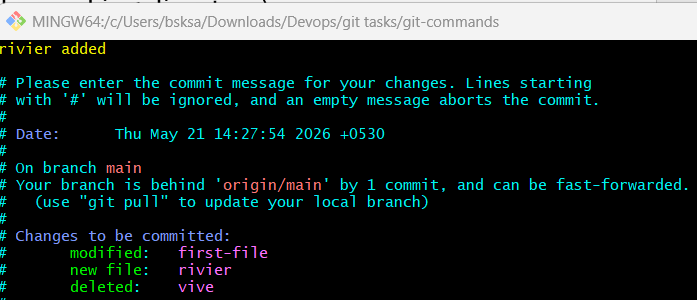 MINGW64:/c/Users/bsksa/Downloads/Devops/git tasks/git-commands
rivier added
# Please enter the commit message for your changes. Lines starting
# with '#' will be ignored, and an empty message aborts the commit.
#
# Date:      Thu May 21 14:27:54 2026 +0530
#
# On branch main
# Your branch is behind 'origin/main' by 1 commit, and can be fast-forwarded.
#   (use "git pull" to update your local branch)
#
# Changes to be committed:
#       modified:   first-file
#       new file:   rivier
#       deleted:    vive
#